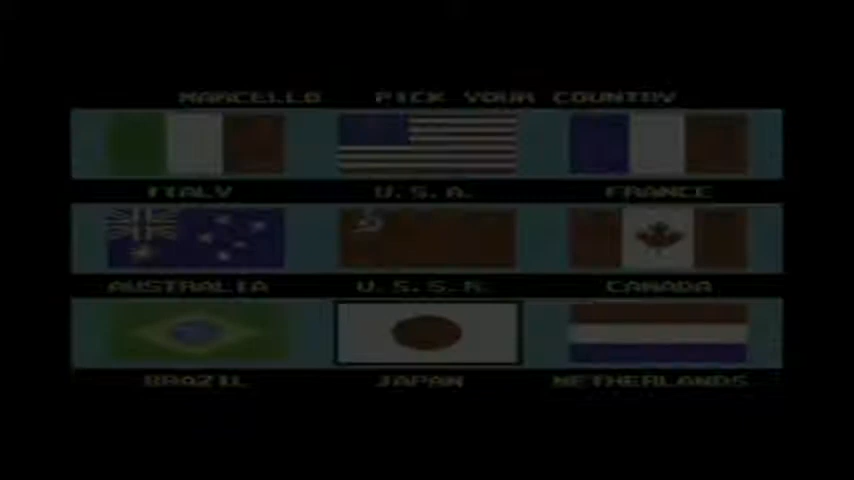 MARCELLO PICK YOUR COUNTRY
ITALY U.S.A. FRANCE
AUSTRALIA U.S.S.R. CANADA
BRAZIL JAPAN NETHERLANDS